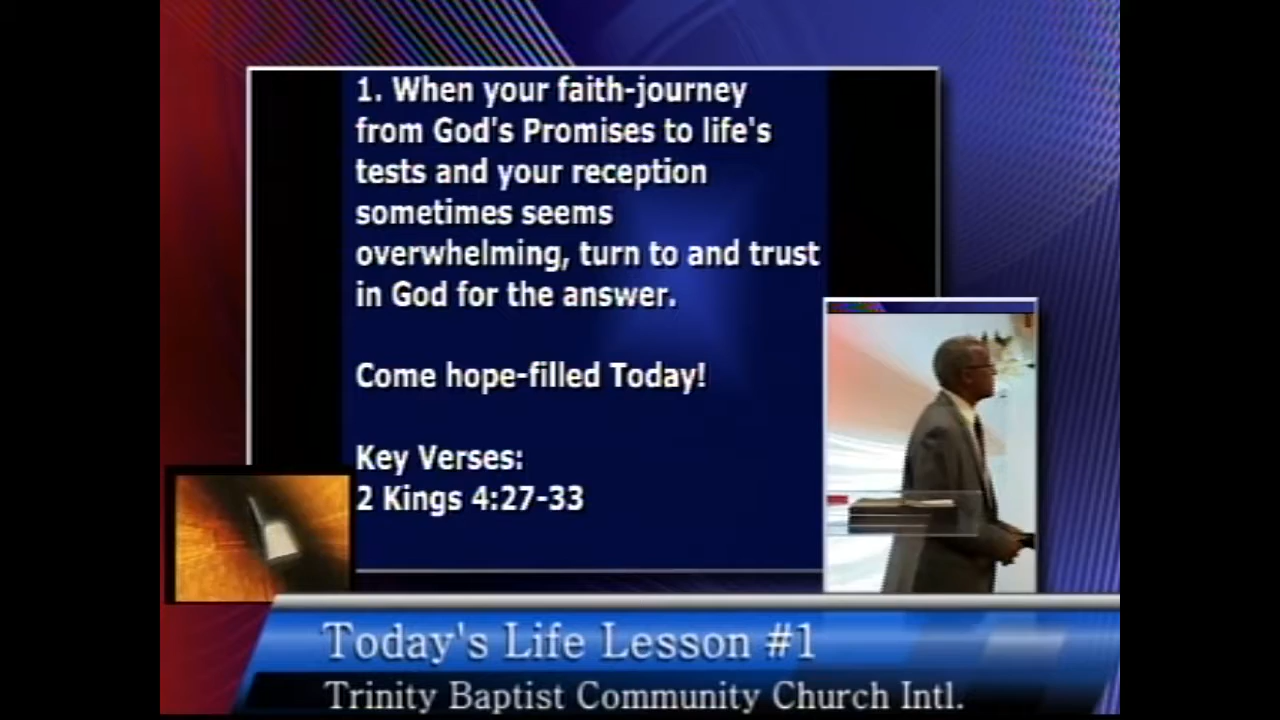 1. When your faith-journey
from God's Promises to life's
tests and your reception
sometimes seems
overwhelming, turn to and trust
in God for the answer.
Come hope-filled Today!
Key Verses:
2 Kings 4:27-33
Today's Life Lesson #1
Trinity Baptist Community Church Intl.